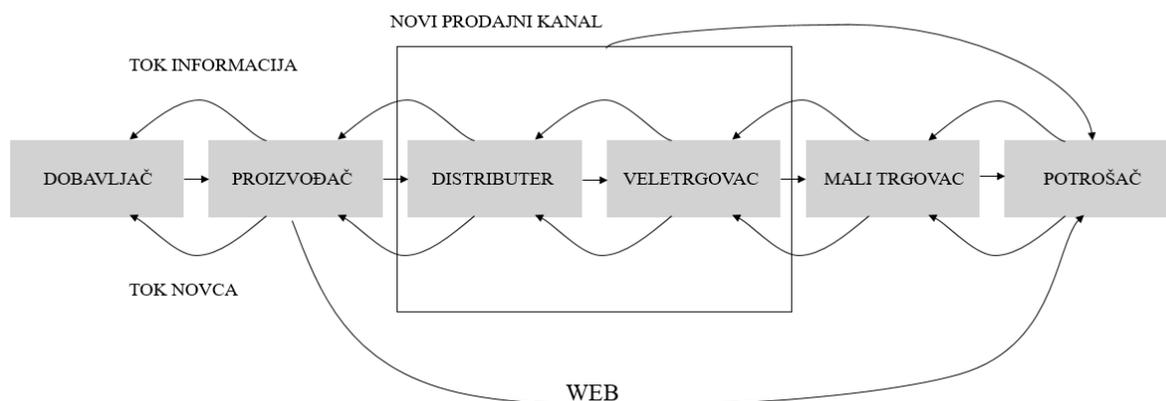 NOVI PRODAJNI KANAL
TOK INFORMACIJA
DOBAVLJAČ
PROIZVOĐAČ
DISTRIBUTER
VELETRGOVAC
MALI TRGOVAC
POTROŠAČ
TOK NOVCA
WEB